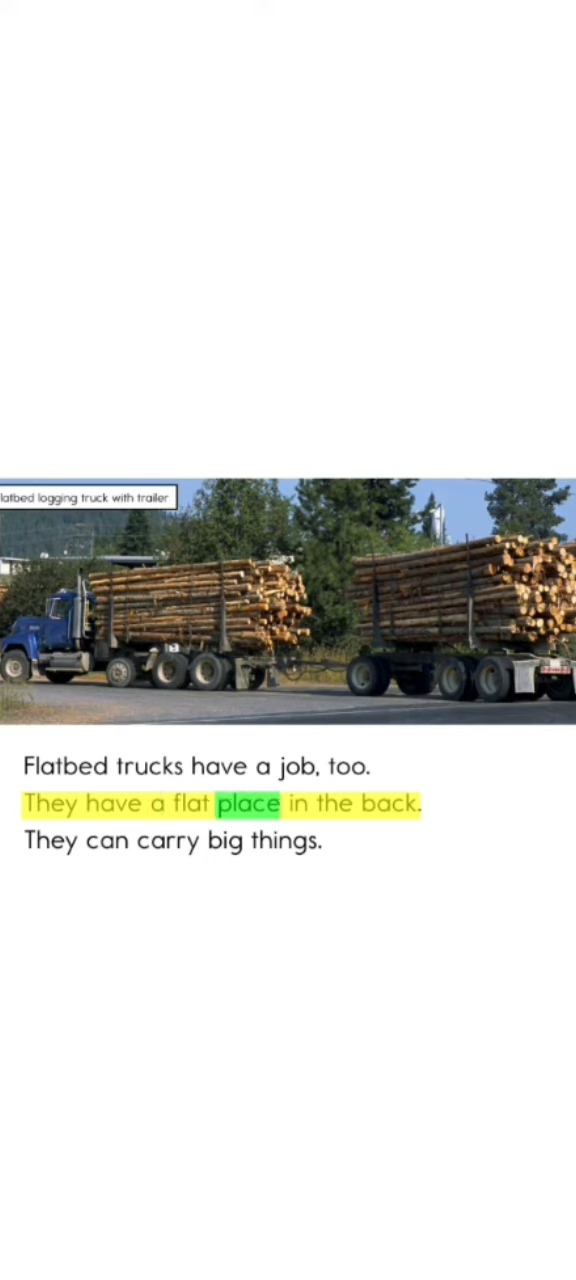 latbed logging truck with trailer
Flatbed trucks have a job, too.
They have a flat place in the back.
They can carry big things.